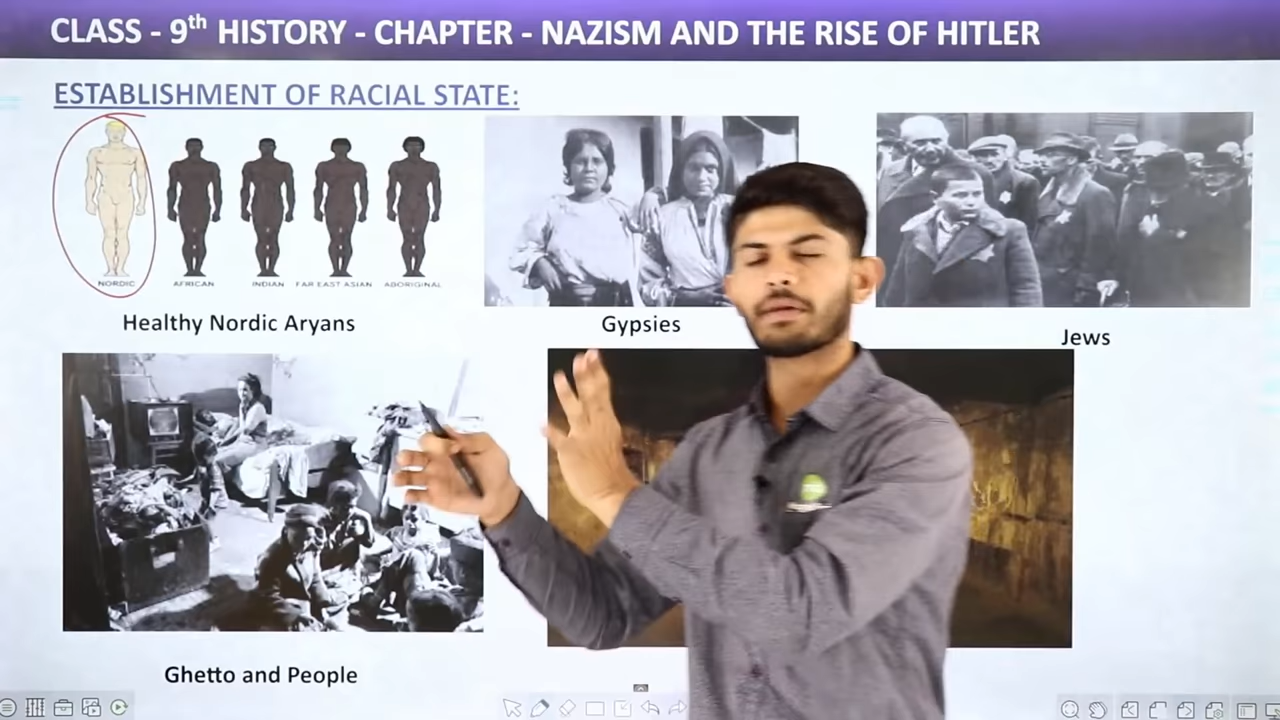 CLASS - 9th HISTORY - CHAPTER - NAZISM AND THE RISE OF HITLER
ESTABLISHMENT OF RACIAL STATE:
NORDIC
AFRICAN
INDIAN
FAR EAST ASIAN
ABORIGINAL
Healthy Nordic Aryans
Gypsies
Jews
Ghetto and People